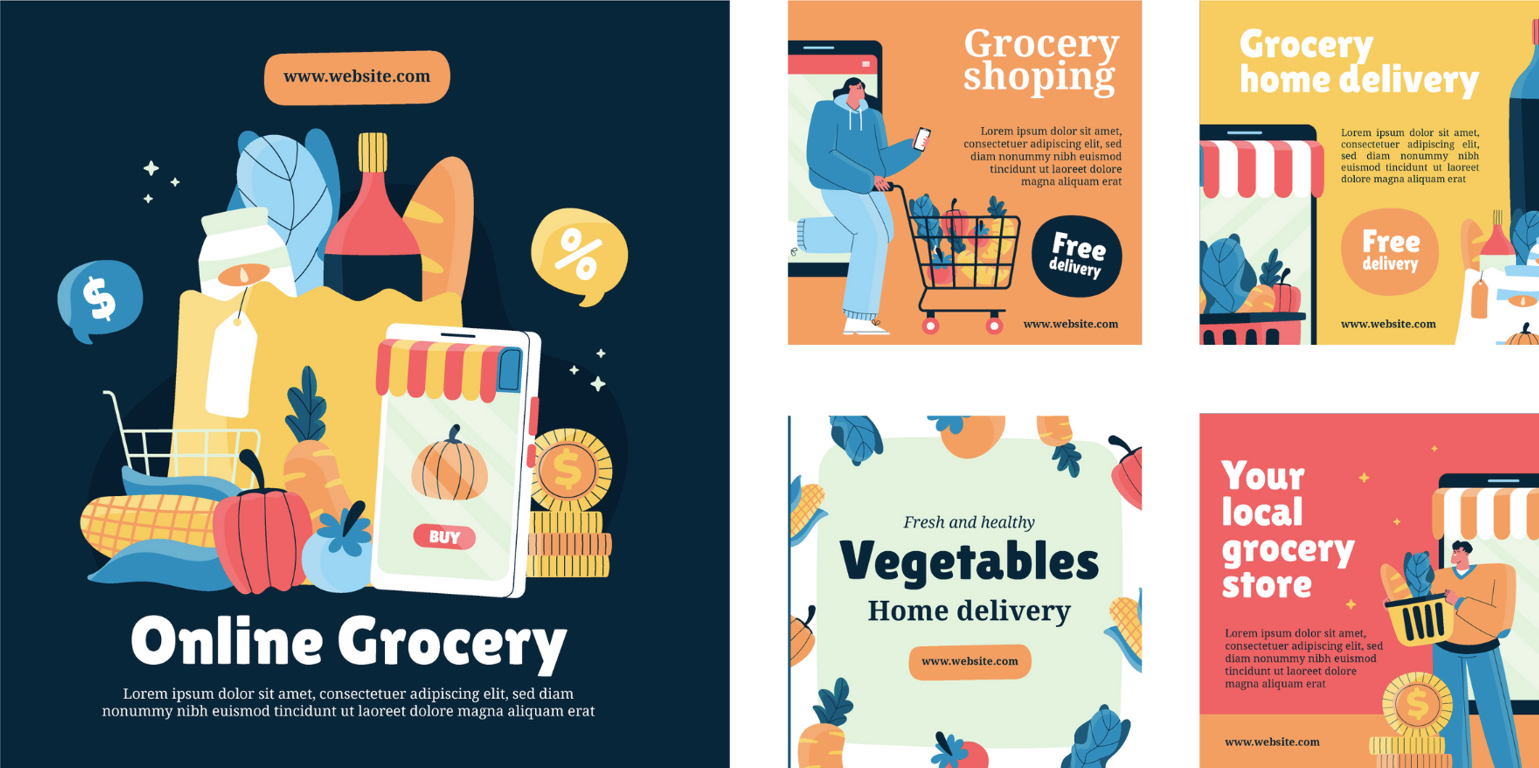 www.website.com
$
%
$
BUY
Online Grocery
Lorem ipsum dolor sit amet, consectetuer adipiscing elit, sed diam
nonummy nibh euismod tincidunt ut laoreet dolore magna aliquam erat
Grocery
shoping
Lorem ipsum dolor sit amet,
consectetuer adipiscing elit, sed
diam nonummy nibh euismod
tincidunt ut laoreet dolore
magna aliquam erat
Free
delivery
www.website.com
Grocery
home delivery
Lorem ipsum dolor sit amet,
consectetuer adipiscing elit,
sed diam nonummy nibh
euismod tincidunt ut laoreet
dolore magna aliquam erat
Free
delivery
www.website.com
Fresh and healthy
Vegetables
Home delivery
www.website.com
Your
local
grocery
store
Lorem ipsum dolor sit amet,
consectetuer adipiscing elit, sed
diam nonummy nibh euismod
tincidunt ut laoreet dolore
magna aliquam erat
$
www.website.com